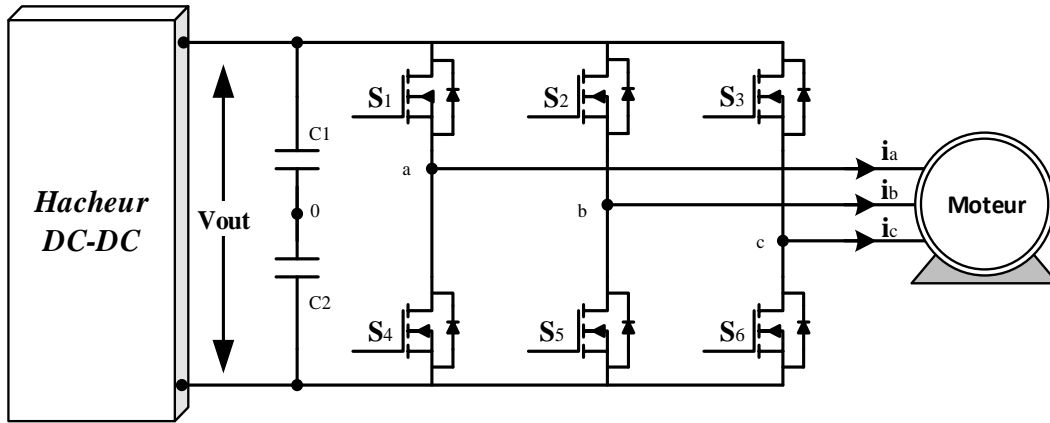 Hacheur
DC-DC
Vout
C1
0
C2
S1
S2
S3
a
b
c
S4
S5
S6
ia
ib
ic
Moteur